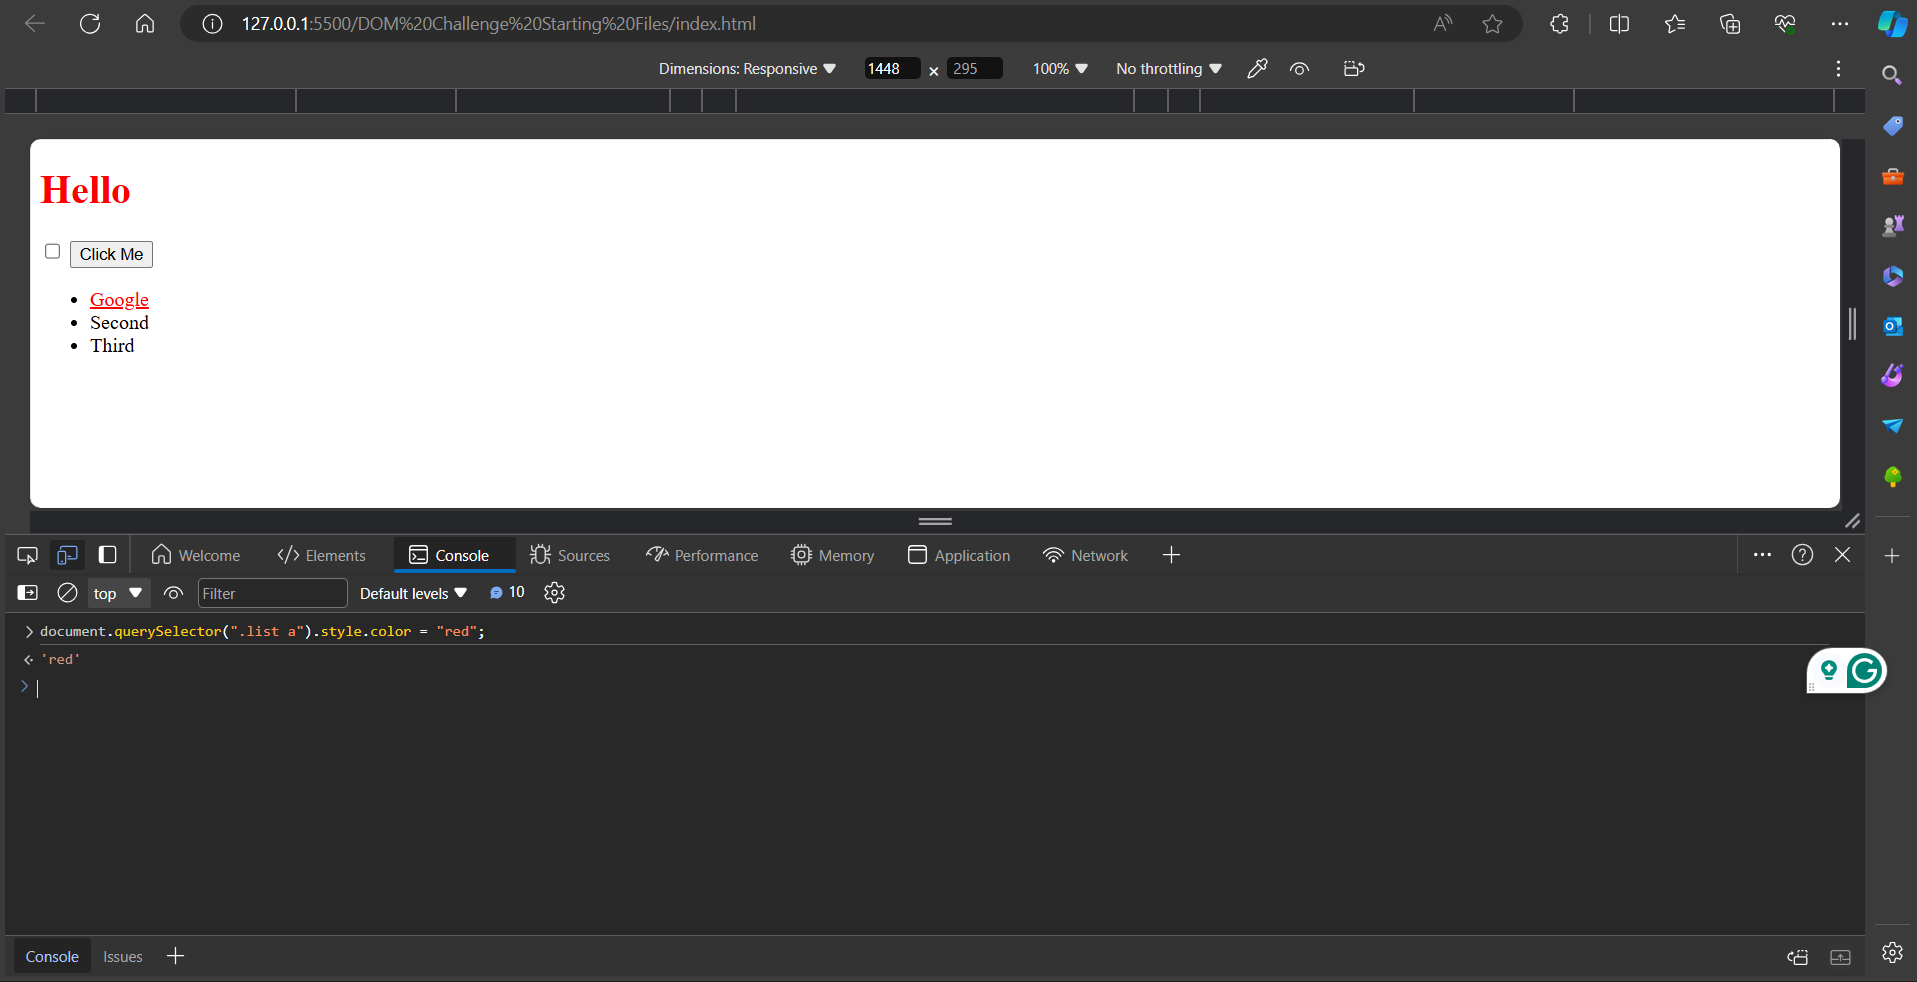 127.0.0.1:5500/DOM%20Challenge%20Starting%20Files/index.html
Dimensions: Responsive 1448 × 295 100% No throttling
Hello
Click Me
Google
Second
Third
Welcome Elements Console Sources Performance Memory Application Network
top Filter Default levels 10
document.querySelector(".list a").style.color = "red";
'red'
Console Issues